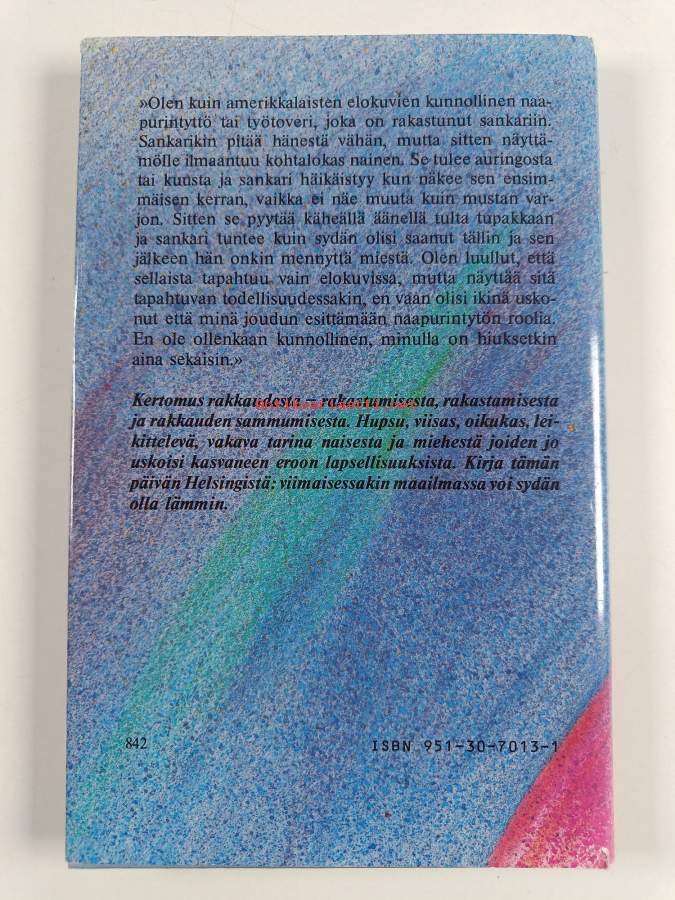 »Olen kuin amerikkalaisten elokuvien kunnollinen naa-
purintyttö tai työtoveri, joka on rakastunut sankariin.
Sankarikin pitää hänestä vähän, mutta sitten näyttä-
mölle ilmaantuu kohtalokas nainen. Se tulee auringosta
tai kuusta ja sankari häikäistyy kun näkee sen ensim-
mäisen kerran, vaikka ei näe muuta kuin mustan var-
jon. Sitten se pyytää käheällä äänellä tulta tupakkaan
ja sankari tuntee kuin sydän olisi saanut tällin ja sen
jälkeen hän onkin mennyttä miestä. Olen luullut, että
sellaista tapahtuu vain elokuvissa, mutta näyttää sitä
tapahtuvan todellisuudessakin, en vaan olisi ikinä usko-
nut että minä joudun esittämään naapurintytön roolia.
En ole ollenkaan kunnollinen, minulla on hiuksetkin
aina sekaisin.»
Kertomus rakkaudesta – rakastumisesta, rakastamisesta
ja rakkauden sammumisesta. Hupsu, viisas, oikukas, lei-
kittelevä, vakava tarina naisesta ja miehestä joiden jo
uskoisi kasvaneen eroon lapsellisuuksista. Kirja tämän
päivän Helsingistä; viimaisessakin maailmassa voi sydän
olla lämmin.
842
ISBN 951-30-7013-1